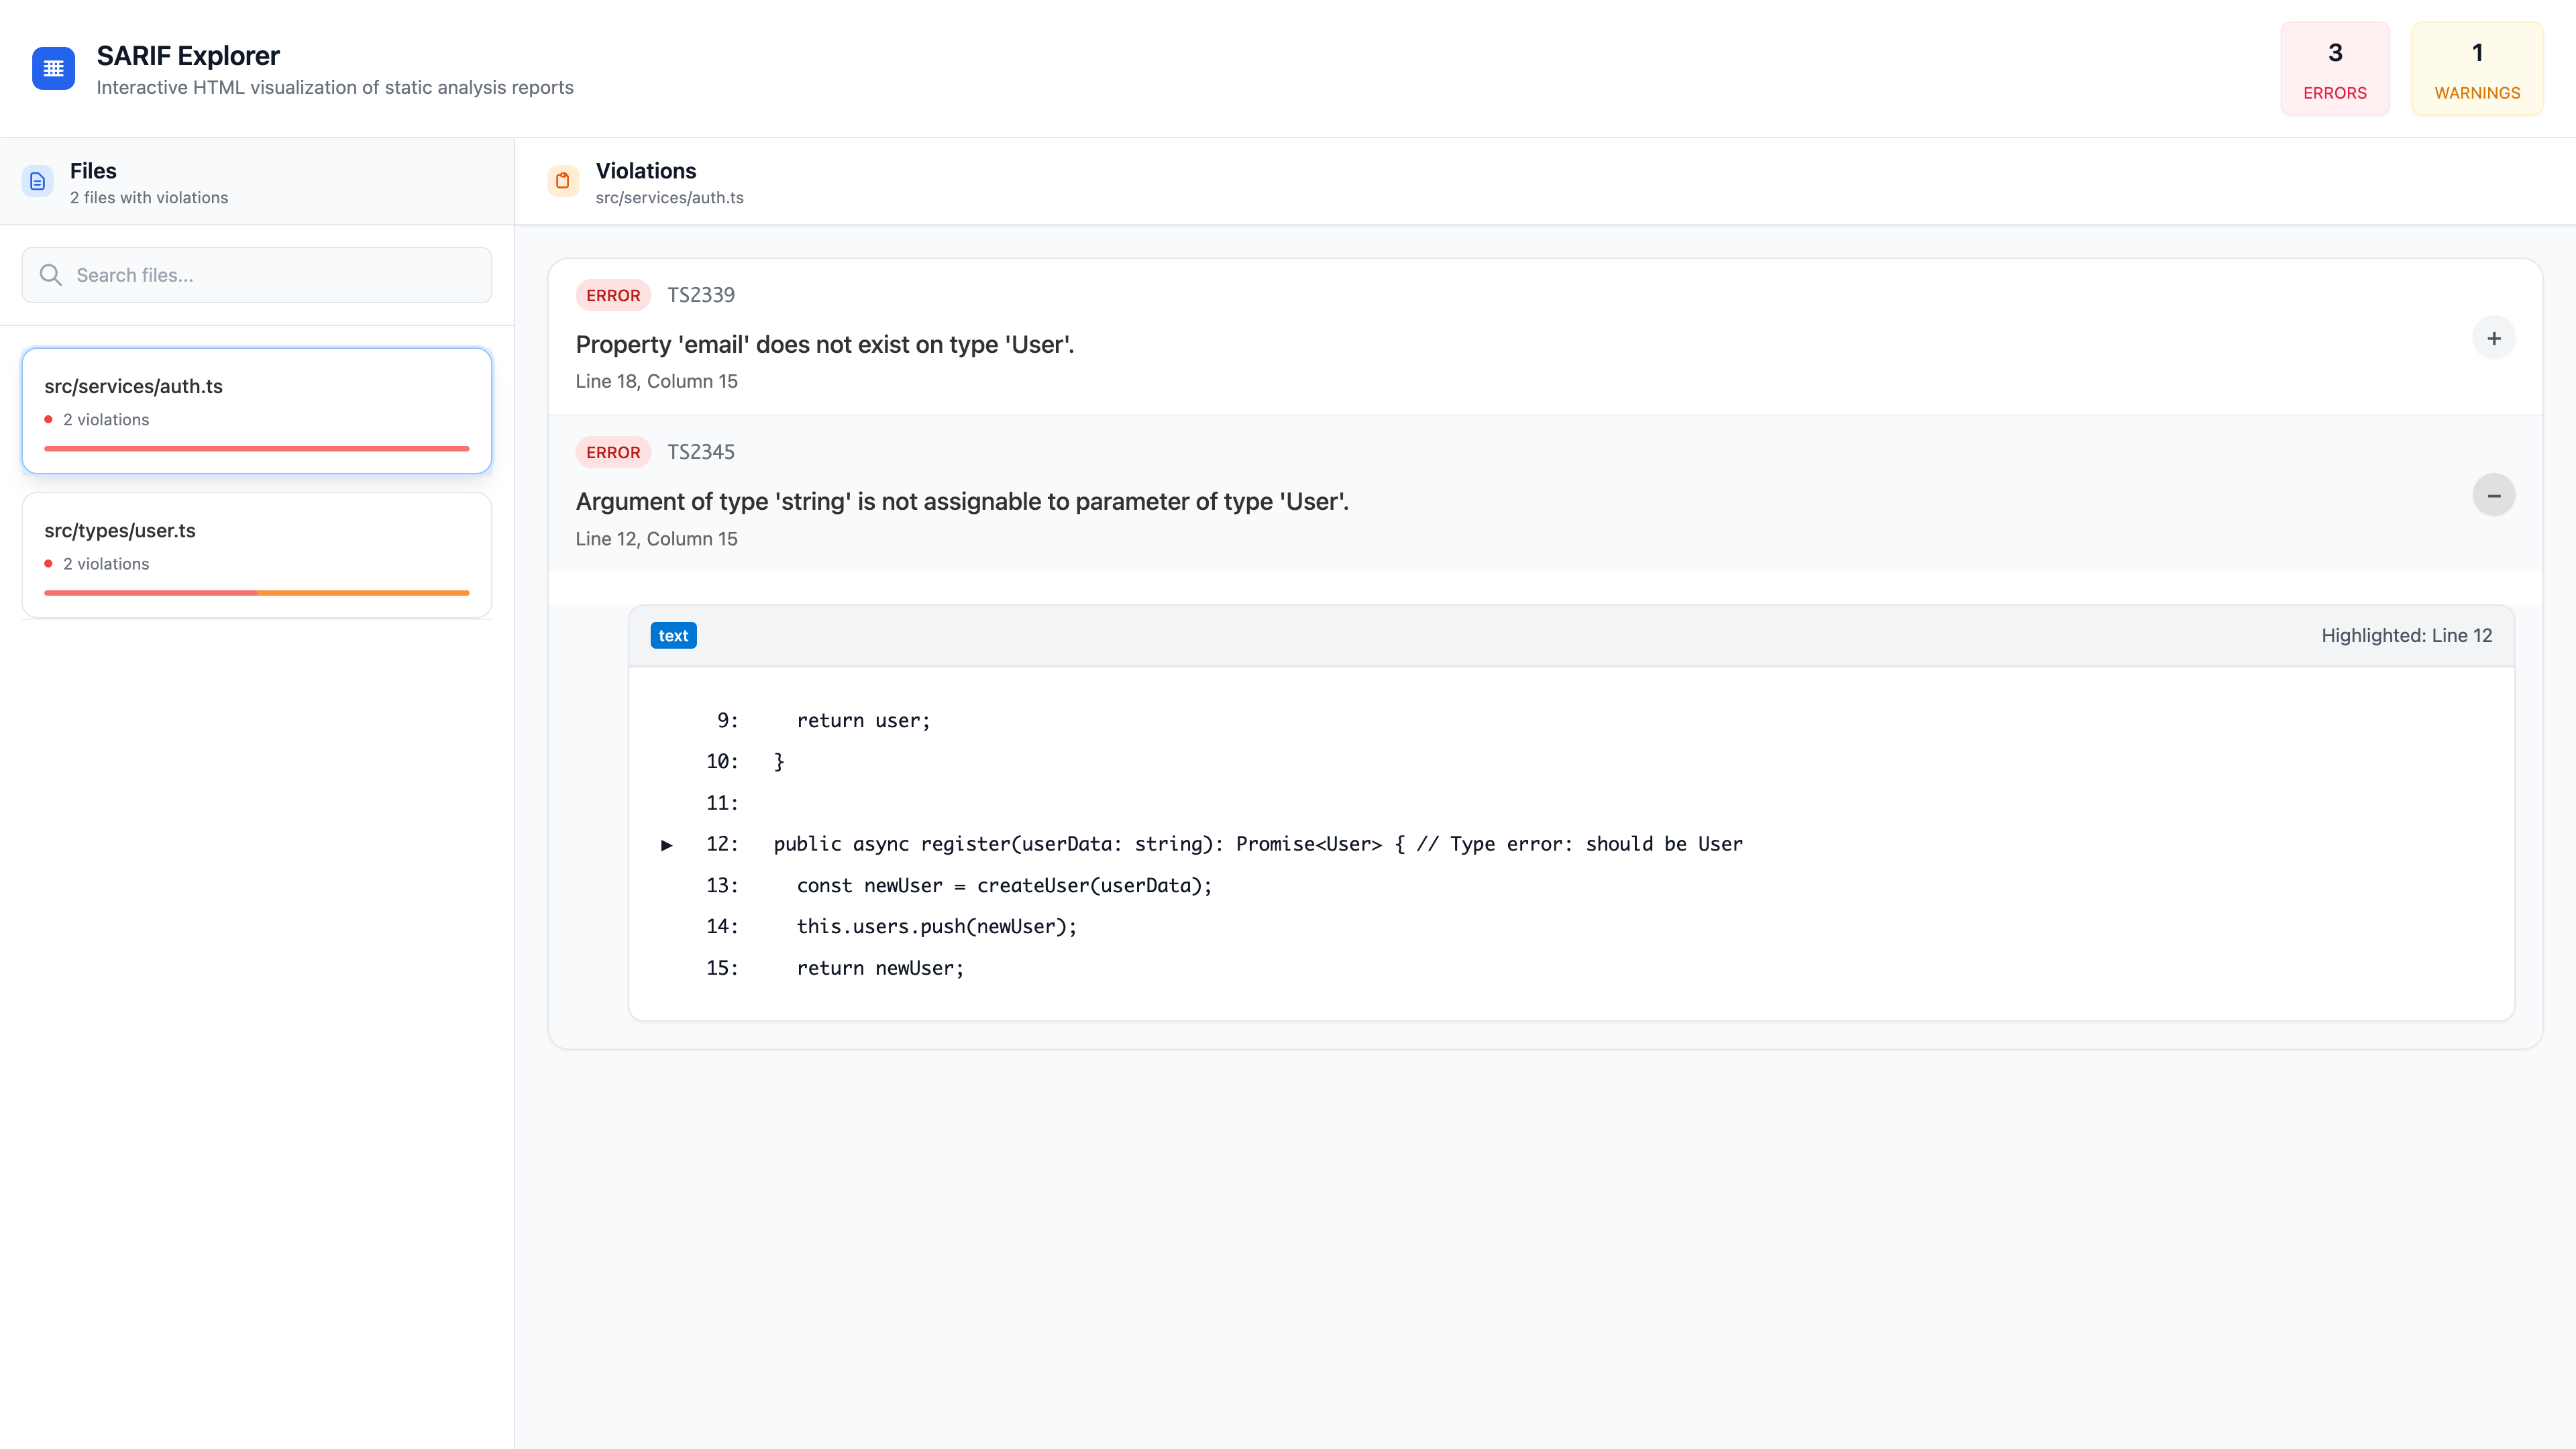 SARIF Explorer
Interactive HTML visualization of static analysis reports
3
ERRORS
1
WARNINGS
Files
2 files with violations
Search files...
src/services/auth.ts
2 violations
src/types/user.ts
2 violations
Violations
src/services/auth.ts
ERROR TS2339
Property 'email' does not exist on type 'User'.
Line 18, Column 15
+
ERROR TS2345
Argument of type 'string' is not assignable to parameter of type 'User'.
Line 12, Column 15
−
text Highlighted: Line 12
9: return user;
10: }
11:
▶ 12: public async register(userData: string): Promise<User> { // Type error: should be User
13: const newUser = createUser(userData);
14: this.users.push(newUser);
15: return newUser;